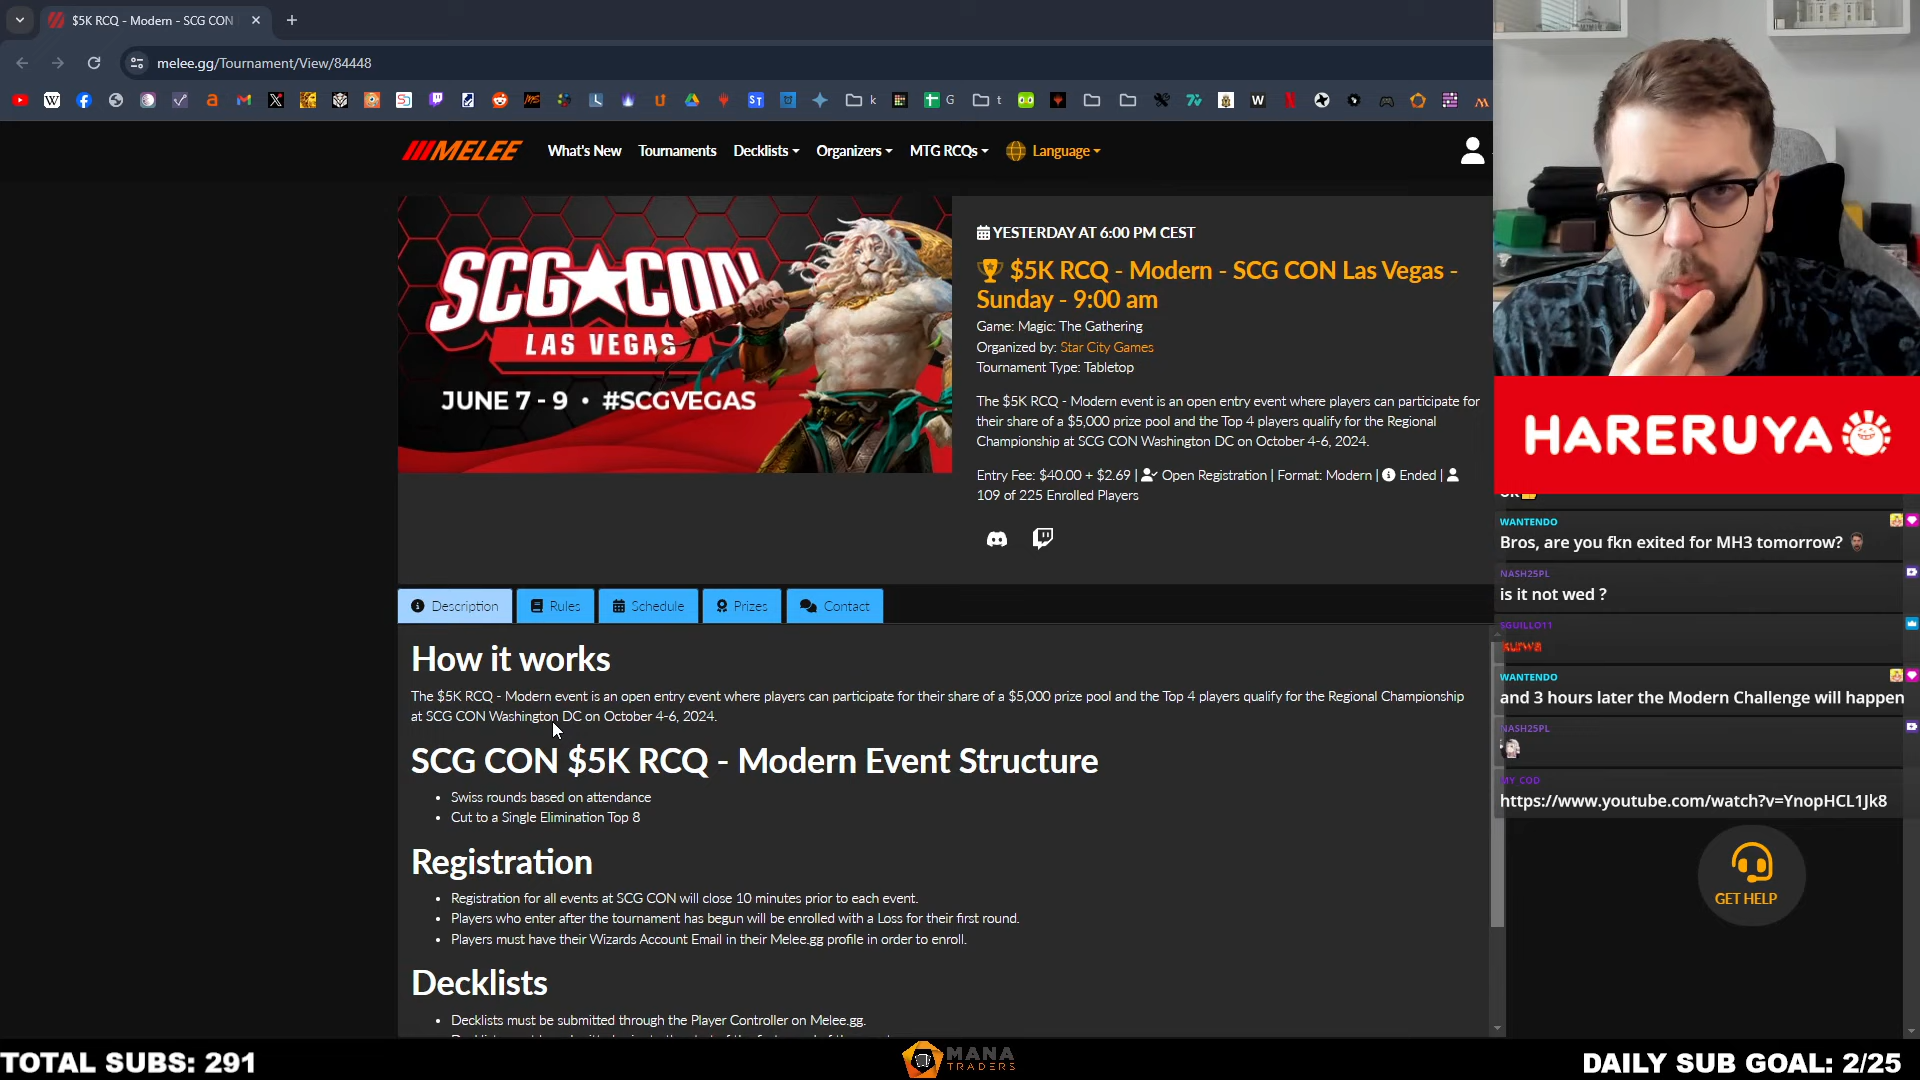 $5K RCQ - Modern - SCG CON
melee.gg/Tournament/View/84448
k
G
t
MELEE
What's New
Tournaments
Decklists
Organizers
MTG RCQs
Language
SCG CON
LAS VEGAS
JUNE 7 - 9 • #SCGVEGAS
YESTERDAY AT 6:00 PM CEST
$5K RCQ - Modern - SCG CON Las Vegas -
Sunday - 9:00 am
Game: Magic: The Gathering
Organized by: Star City Games
Tournament Type: Tabletop
The $5K RCQ - Modern event is an open entry event where players can participate for
their share of a $5,000 prize pool and the Top 4 players qualify for the Regional
Championship at SCG CON Washington DC on October 4-6, 2024.
Entry Fee: $40.00 + $2.69 | Open Registration | Format: Modern | Ended |
109 of 225 Enrolled Players
Description
Rules
Schedule
Prizes
Contact
How it works
The $5K RCQ - Modern event is an open entry event where players can participate for their share of a $5,000 prize pool and the Top 4 players qualify for the Regional Championship
at SCG CON Washington DC on October 4-6, 2024.
SCG CON $5K RCQ - Modern Event Structure
• Swiss rounds based on attendance
• Cut to a Single Elimination Top 8
Registration
• Registration for all events at SCG CON will close 10 minutes prior to each event.
• Players who enter after the tournament has begun will be enrolled with a Loss for their first round.
• Players must have their Wizards Account Email in their Melee.gg profile in order to enroll.
Decklists
• Decklists must be submitted through the Player Controller on Melee.gg.
HARERUYA
WANTENDO
Bros, are you fkn exited for MH3 tomorrow?
NASH25PL
is it not wed ?
SGUILLO11
kurwa
WANTENDO
and 3 hours later the Modern Challenge will happen
NASH25PL
MY COD
https://www.youtube.com/watch?v=YnopHCL1Jk8
GET HELP
TOTAL SUBS: 291
MANA
TRADERS
DAILY SUB GOAL: 2/25